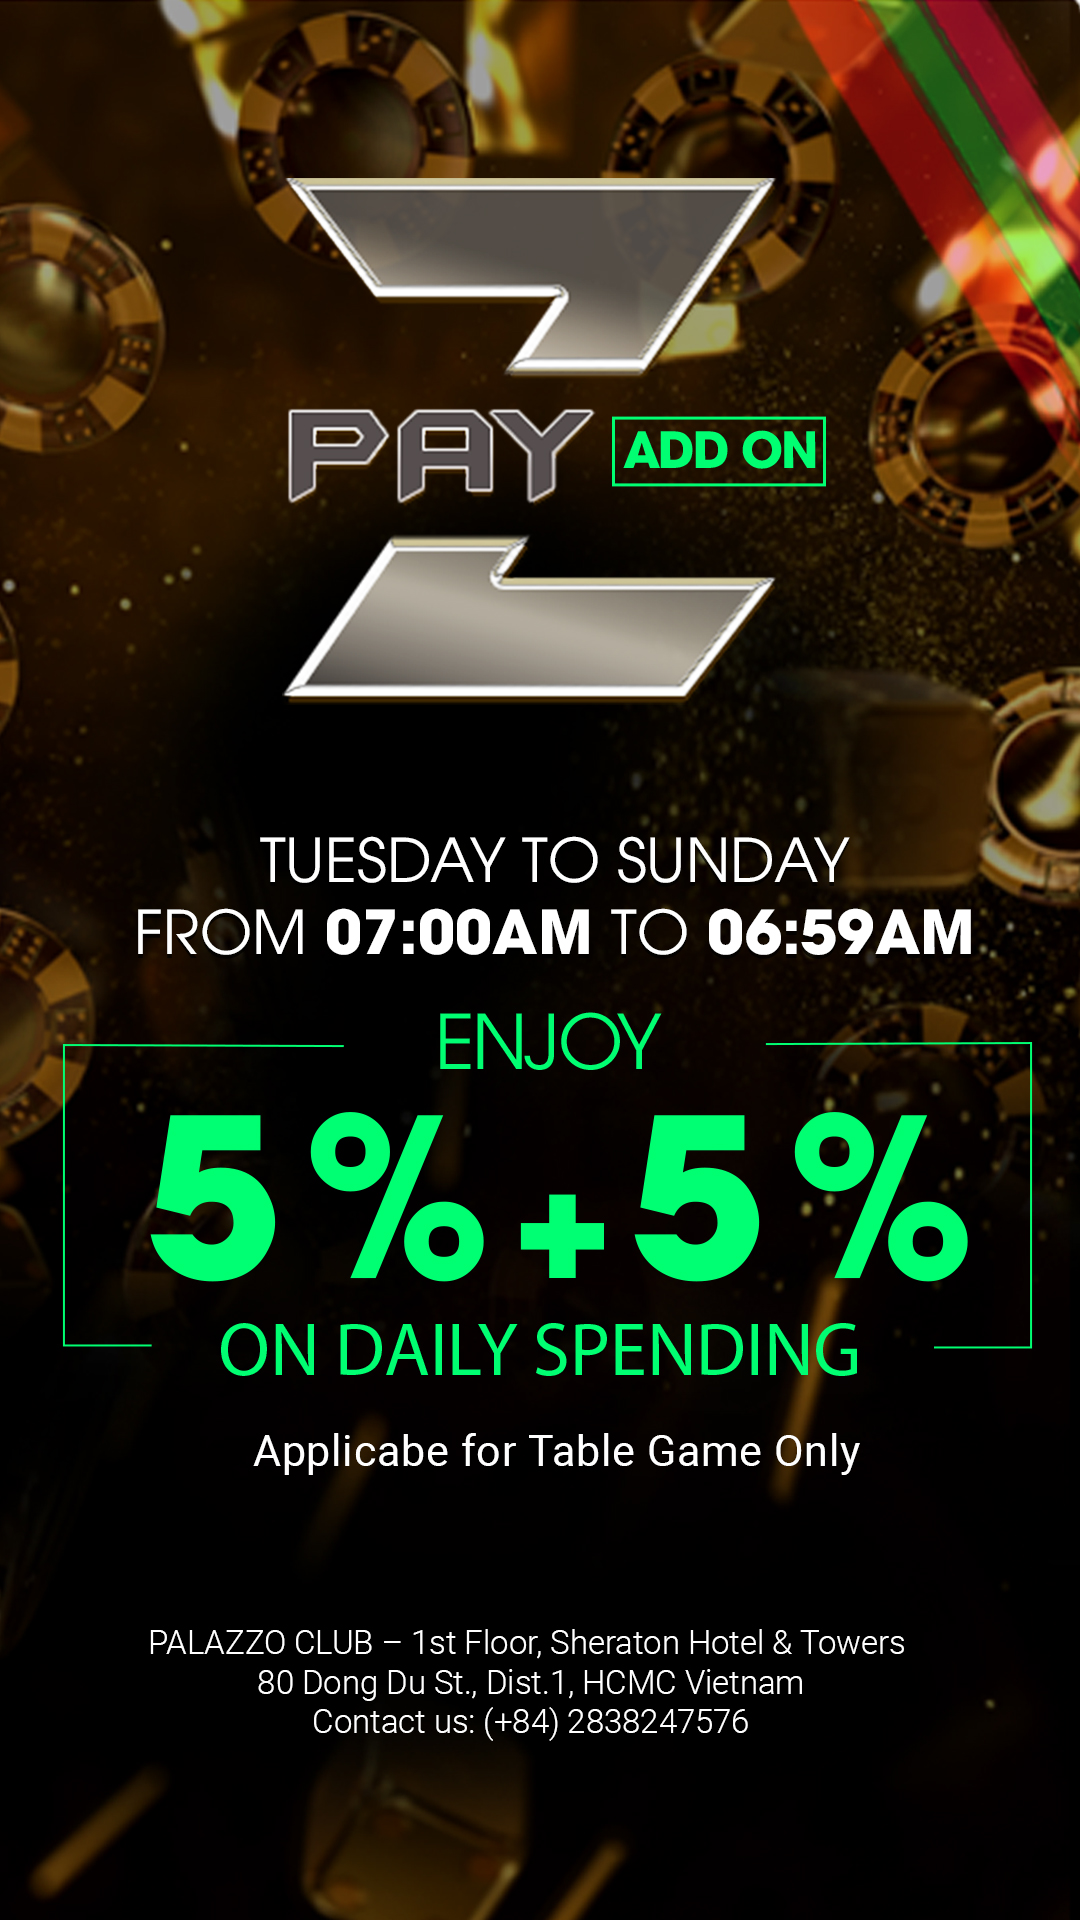 PAY ADD ON
TUESDAY TO SUNDAY
FROM 07:00AM TO 06:59AM
ENJOY
5%+5%
ON DAILY SPENDING
Applicabe for Table Game Only
PALAZZO CLUB – 1st Floor, Sheraton Hotel & Towers
80 Dong Du St., Dist.1, HCMC Vietnam
Contact us: (+84) 2838247576